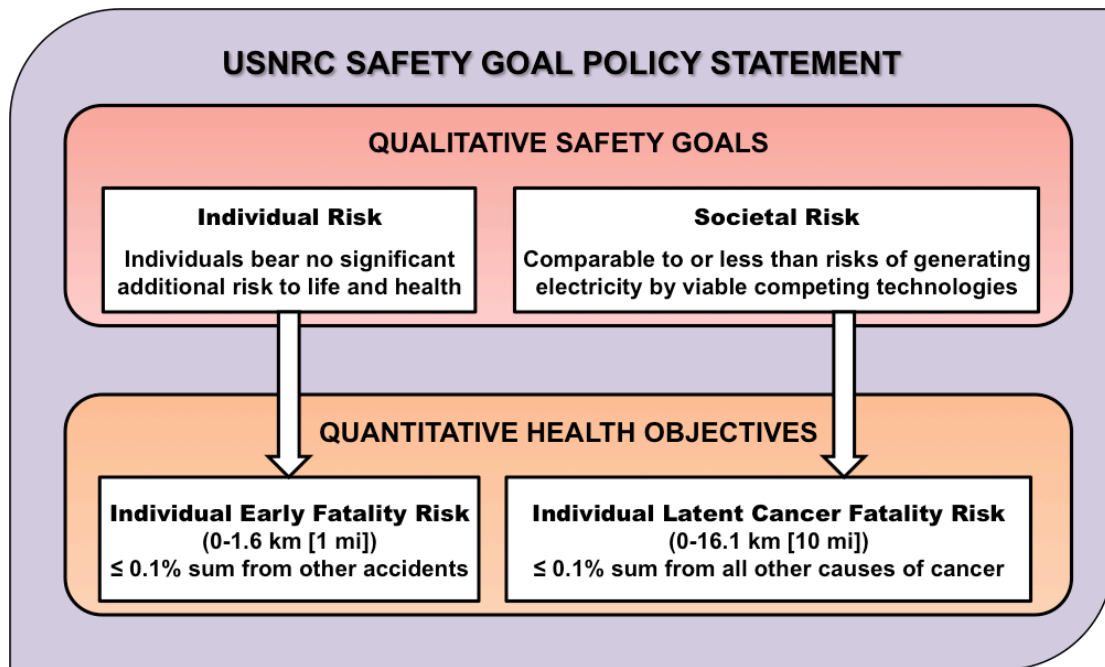 USNRC SAFETY GOAL POLICY STATEMENT
QUALITATIVE SAFETY GOALS
Individual Risk
Individuals bear no significant
additional risk to life and health
Societal Risk
Comparable to or less than risks of generating
electricity by viable competing technologies
QUANTITATIVE HEALTH OBJECTIVES
Individual Early Fatality Risk
(0-1.6 km [1 mi])
≤ 0.1% sum from other accidents
Individual Latent Cancer Fatality Risk
(0-16.1 km [10 mi])
≤ 0.1% sum from all other causes of cancer